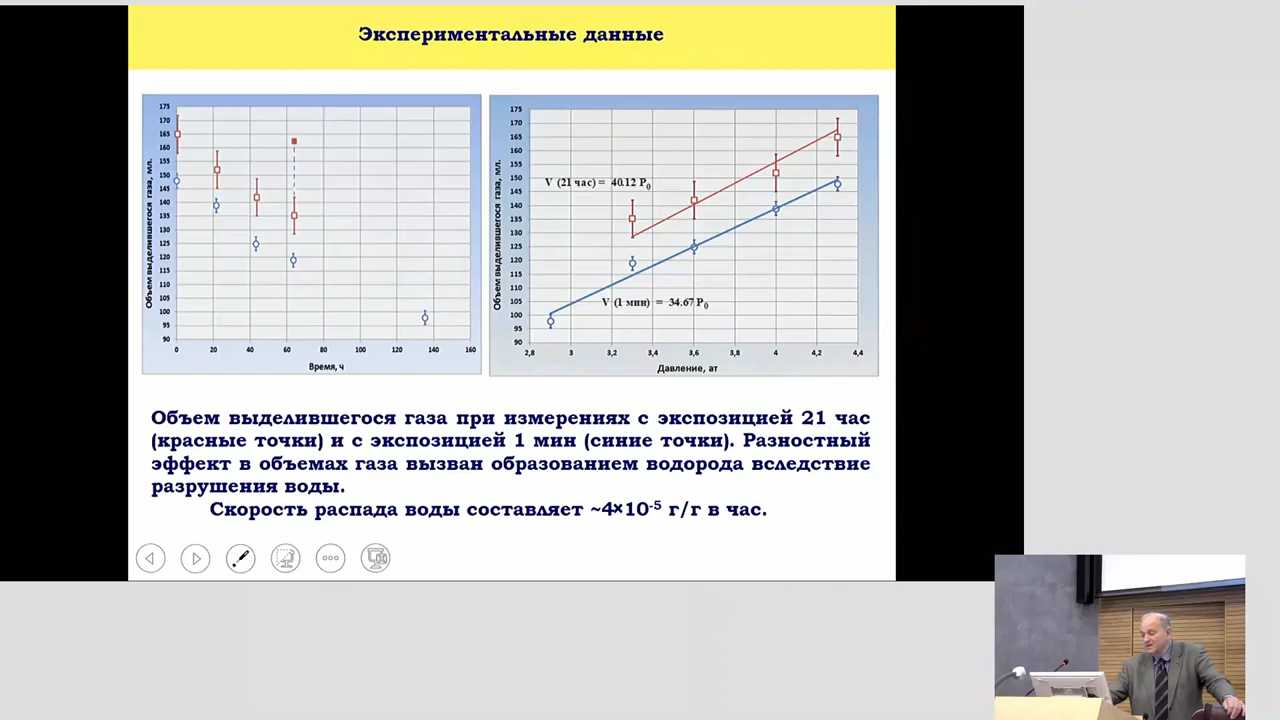 Экспериментальные данные
Объем выделившегося газа, мл.
175
170
165
160
155
150
145
140
135
130
125
120
115
110
105
100
95
90
0 20 40 60 80 100 120 140 160
Время, ч
Объем выделившегося газа, мл.
175
170
165
160
155
150
145
140
135
130
125
120
115
110
105
100
95
90
V (21 час) = 40.12 P0
V (1 мин) = 34.67 P0
2,8 3 3,2 3,4 3,6 3,8 4 4,2 4,4
Давление, ат
Объем выделившегося газа при измерениях с экспозицией 21 час
(красные точки) и с экспозицией 1 мин (синие точки). Разностный
эффект в объемах газа вызван образованием водорода вследствие
разрушения воды.
Скорость распада воды составляет ~4×10⁻⁵ г/г в час.